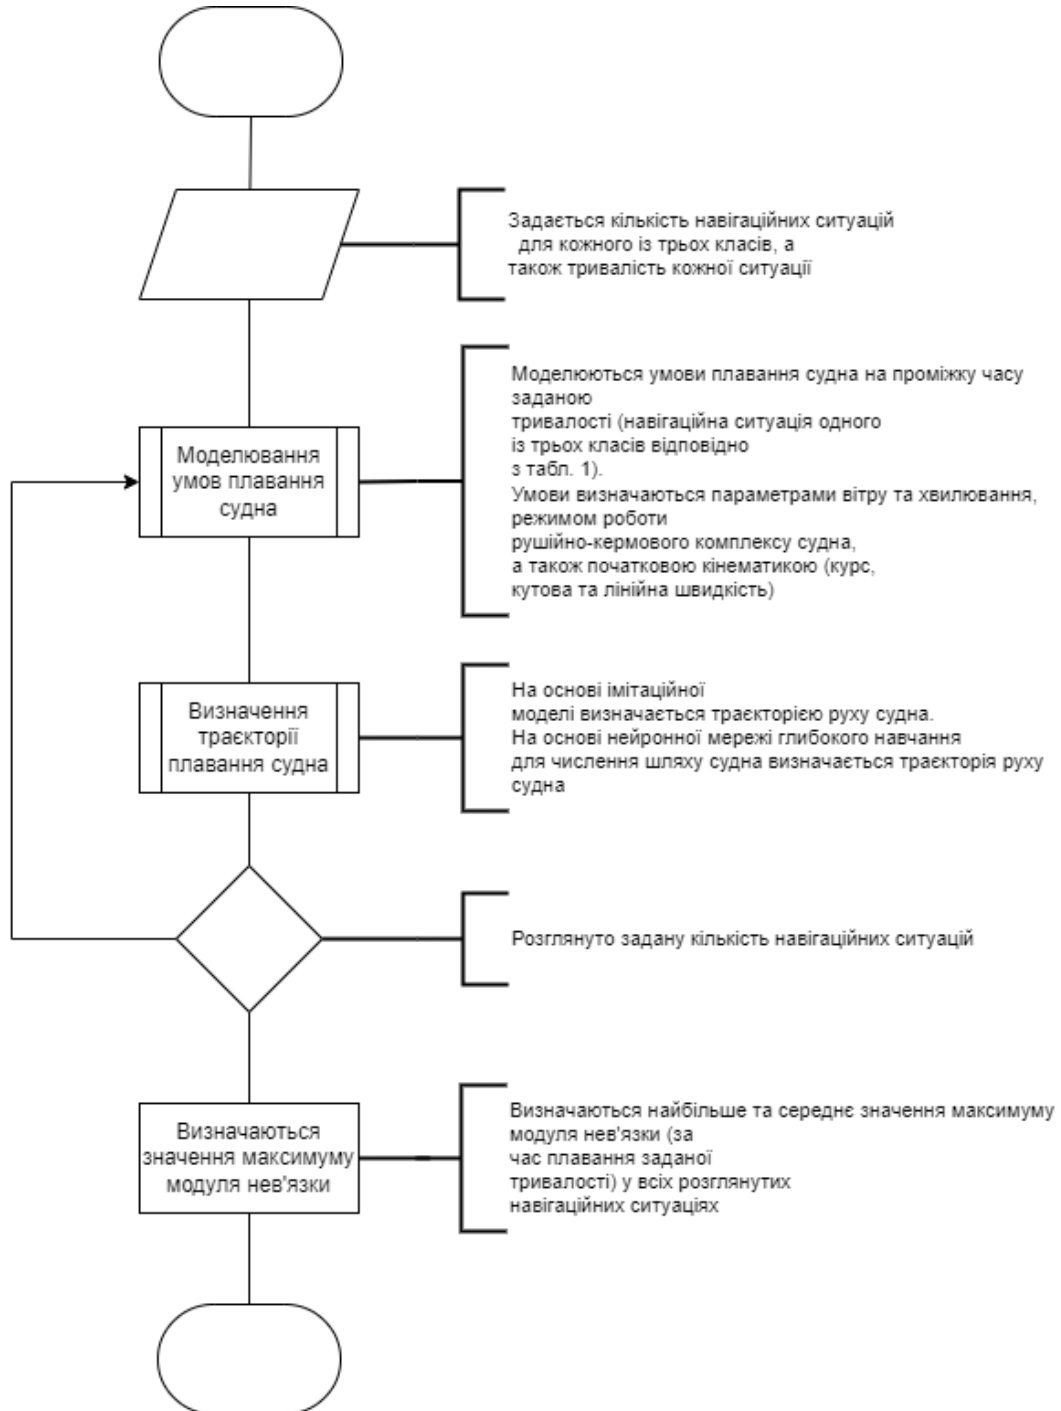 Задається кількість навігаційних ситуацій
для кожного із трьох класів, а
також тривалість кожної ситуації
Моделювання
умов плавання
судна
Моделюються умови плавання судна на проміжку часу
заданою
тривалості (навігаційна ситуація одного
із трьох класів відповідно
з табл. 1).
Умови визначаються параметрами вітру та хвилювання,
режимом роботи
рушійно-кермового комплексу судна,
а також початковою кінематикою (курс,
кутова та лінійна швидкість)
Визначення
траєкторії
плавання судна
На основі імітаційної
моделі визначається траєкторією руху судна.
На основі нейронної мережі глибокого навчання
для числення шляху судна визначається траєкторія руху
судна
Розглянуто задану кількість навігаційних ситуацій
Визначаються
значення максимуму
модуля нев'язки
Визначаються найбільше та середнє значення максимуму
модуля нев'язки (за
час плавання заданої
тривалості) у всіх розглянутих
навігаційних ситуаціях